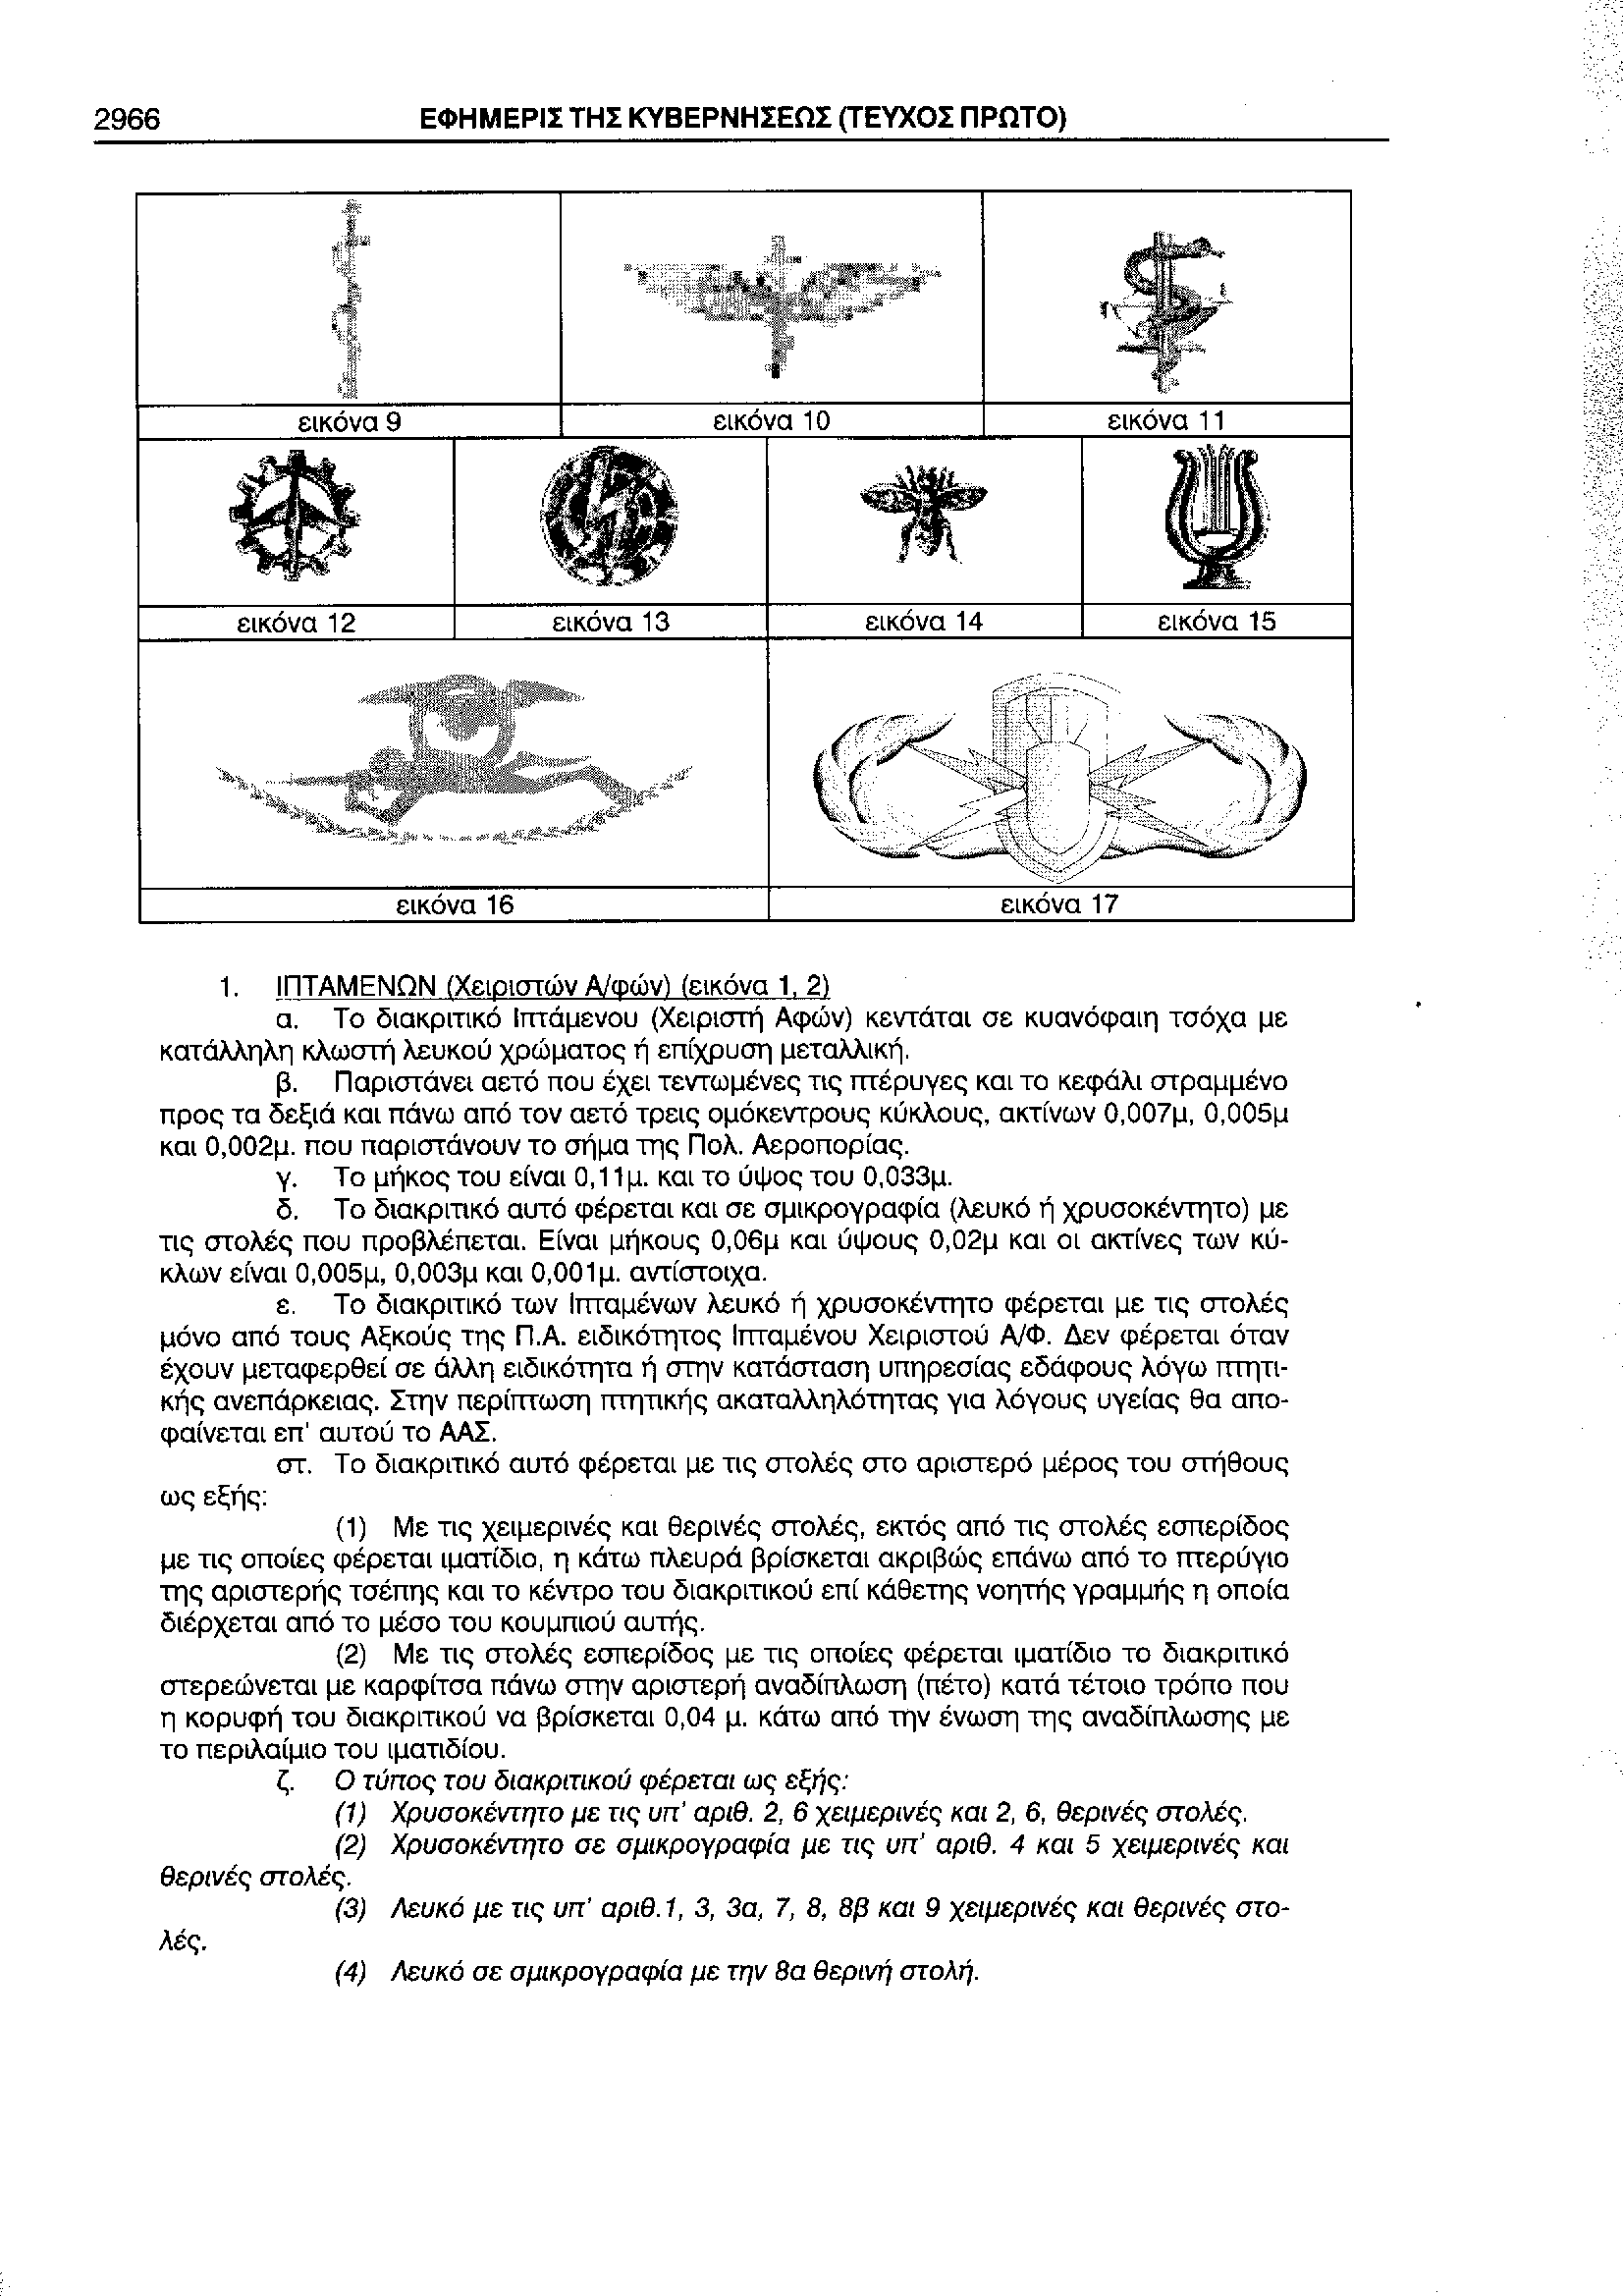 2966
ΕΦΗΜΕΡΙΣ ΤΗΣ ΚΥΒΕΡΝΗΣΕΩΣ (ΤΕΥΧΟΣ ΠΡΩΤΟ)
εικόνα 9
εικόνα 10
εικόνα 11
εικόνα 12
εικόνα 13
εικόνα 14
εικόνα 15
εικόνα 16
εικόνα 17
1. ΙΠΤΑΜΕΝΩΝ (Χειριστών Α/φών) (εικόνα 1, 2)
α. Το διακριτικό Ιπτάμενου (Χειριστή Αφών) κεντάται σε κυανόφαιη τσόχα με
κατάλληλη κλωστή λευκού χρώματος ή επίχρυση μεταλλική.
β. Παριστάνει αετό που έχει τεντωμένες τις πτέρυγες και το κεφάλι στραμμένο
προς τα δεξιά και πάνω από τον αετό τρεις ομόκεντρους κύκλους, ακτίνων 0,007μ, 0,005μ
και 0,002μ. που παριστάνουν το σήμα της Πολ. Αεροπορίας.
γ. Το μήκος του είναι 0,11μ. και το ύψος του 0,033μ.
δ. Το διακριτικό αυτό φέρεται και σε σμικρογραφία (λευκό ή χρυσοκέντητο) με
τις στολές που προβλέπεται. Είναι μήκους 0,06μ και ύψους 0,02μ και οι ακτίνες των κύ-
κλων είναι 0,005μ, 0,003μ και 0,001μ. αντίστοιχα.
ε. Το διακριτικό των Ιπταμένων λευκό ή χρυσοκέντητο φέρεται με τις στολές
μόνο από τους Αξκούς της Π.Α. ειδικότητος Ιπταμένου Χειριστού Α/Φ. Δεν φέρεται όταν
έχουν μεταφερθεί σε άλλη ειδικότητα ή στην κατάσταση υπηρεσίας εδάφους λόγω πτητι-
κής ανεπάρκειας. Στην περίπτωση πτητικής ακαταλληλότητας για λόγους υγείας θα απο-
φαίνεται επ' αυτού το ΑΑΣ.
στ. Το διακριτικό αυτό φέρεται με τις στολές στο αριστερό μέρος του στήθους
ως εξής:
(1) Με τις χειμερινές και θερινές στολές, εκτός από τις στολές εσπερίδος
με τις οποίες φέρεται ιματίδιο, η κάτω πλευρά βρίσκεται ακριβώς επάνω από το πτερύγιο
της αριστερής τσέπης και το κέντρο του διακριτικού επί κάθετης νοητής γραμμής η οποία
διέρχεται από το μέσο του κουμπιού αυτής.
(2) Με τις στολές εσπερίδος με τις οποίες φέρεται ιματίδιο το διακριτικό
στερεώνεται με καρφίτσα πάνω στην αριστερή αναδίπλωση (πέτο) κατά τέτοιο τρόπο που
η κορυφή του διακριτικού να βρίσκεται 0,04 μ. κάτω από την ένωση της αναδίπλωσης με
το περιλαίμιο του ιματιδίου.
ζ. Ο τύπος του διακριτικού φέρεται ως εξής:
(1) Χρυσοκέντητο με τις υπ' αριθ. 2, 6 χειμερινές και 2, 6, θερινές στολές.
(2) Χρυσοκέντητο σε σμικρογραφία με τις υπ' αριθ. 4 και 5 χειμερινές και
θερινές στολές.
(3) Λευκό με τις υπ' αριθ.1, 3, 3α, 7, 8, 8β και 9 χειμερινές και θερινές στο-
λές.
(4) Λευκό σε σμικρογραφία με την 8α θερινή στολή.